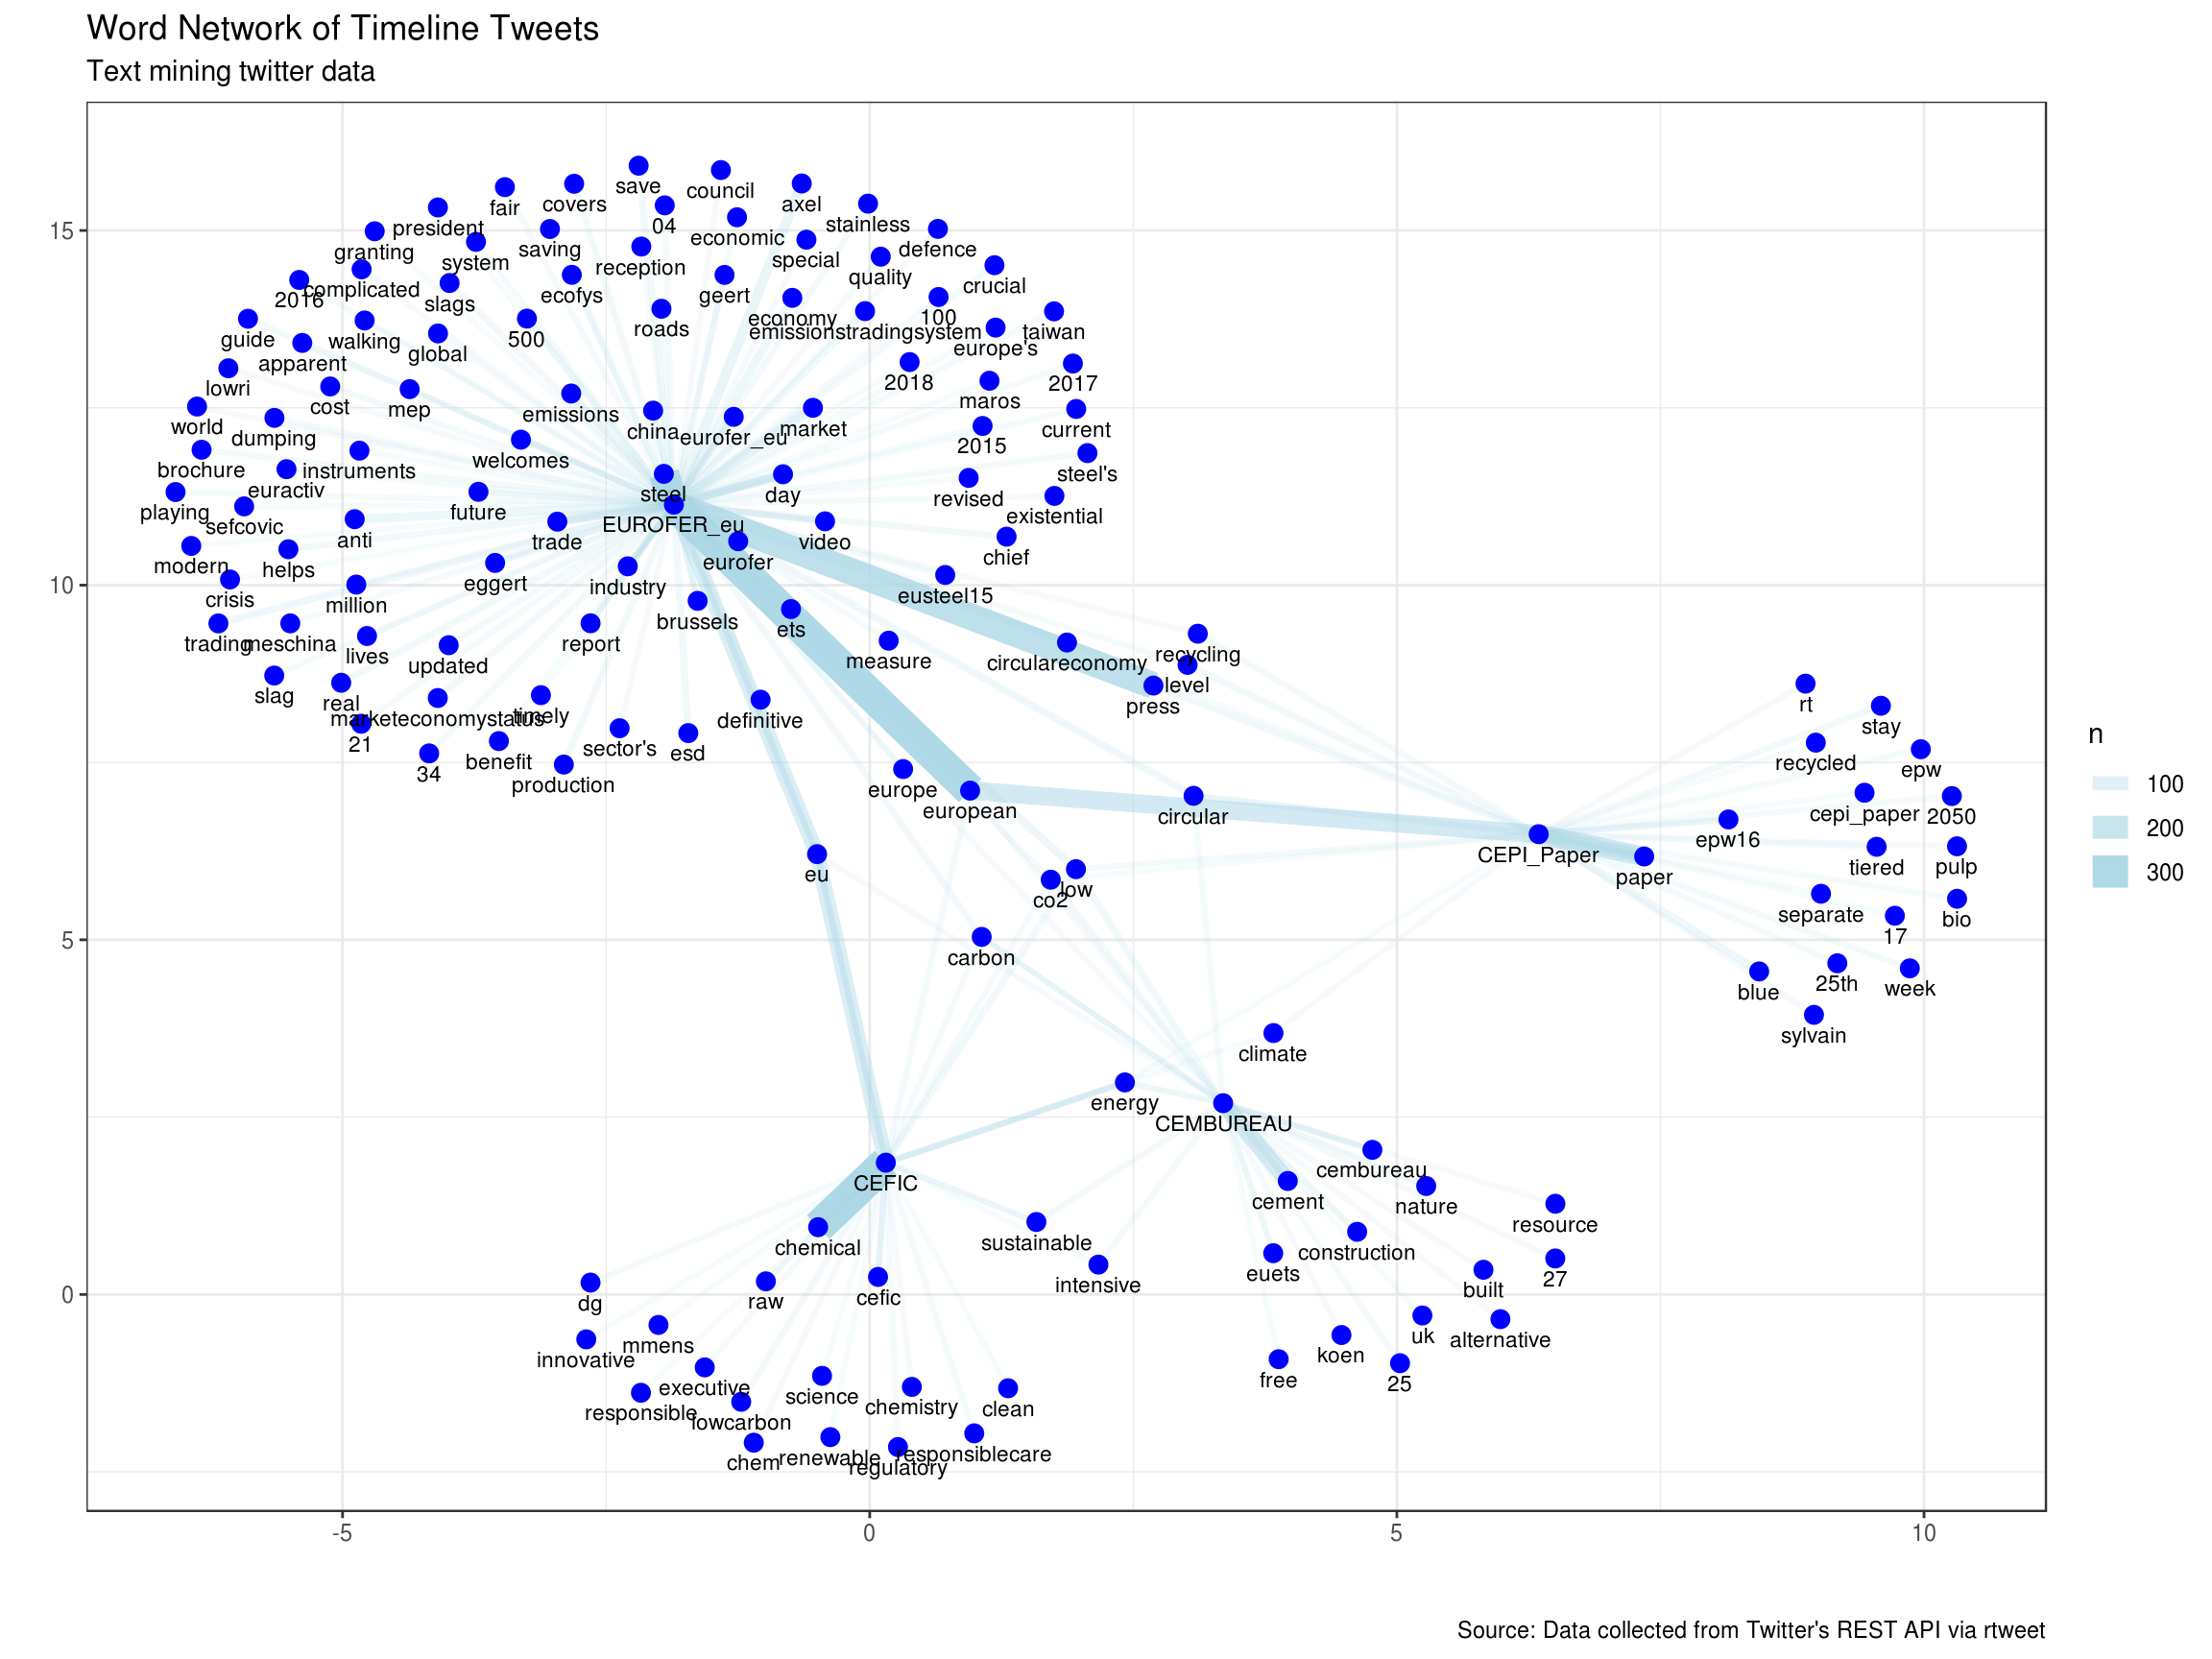 Word Network of Timeline Tweets
Text mining twitter data
save
council
fair
covers
axel
04
stainless
president
economic
granting
saving
defence
system
special
reception
quality
complicated
crucial
2016
slags
ecofys
geert
economy
100
guide
walking
500
roads
emissionstradingsystem
taiwan
apparent
global
europe's
lowri
2018
2017
cost
mep
maros
world
emissions
china
eurofer_eu
market
current
dumping
2015
welcomes
brochure
instruments
steel's
euractiv
steel
day
revised
playing
future
existential
sefcovic
EUROFER_eu
anti
trade
video
chief
modern
helps
eurofer
eggert
industry
crisis
million
eusteel15
trading
meschina
brussels
ets
report
lives
updated
measure
circulareconomy
recycling
slag
real
level
press
marketeconomystatus
timely
definitive
21
sector's
esd
34
benefit
production
rt
stay
recycled
epw
europe
european
circular
cepi_paper
2050
epw16
CEPI_Paper
paper
tiered
pulp
eu
low
co2
separate
bio
17
carbon
blue
25th
week
sylvain
climate
energy
CEMBUREAU
CEFIC
cembureau
cement
nature
resource
chemical
sustainable
construction
intensive
euets
built
27
dg
raw
cefic
innovative
mmens
uk
alternative
koen
free
25
executive
science
responsible
lowcarbon
chemistry
clean
chem
renewable
regulatory
responsiblecare
n
100
200
300
15
10
5
0
-5
0
5
10
Source: Data collected from Twitter's REST API via rtweet